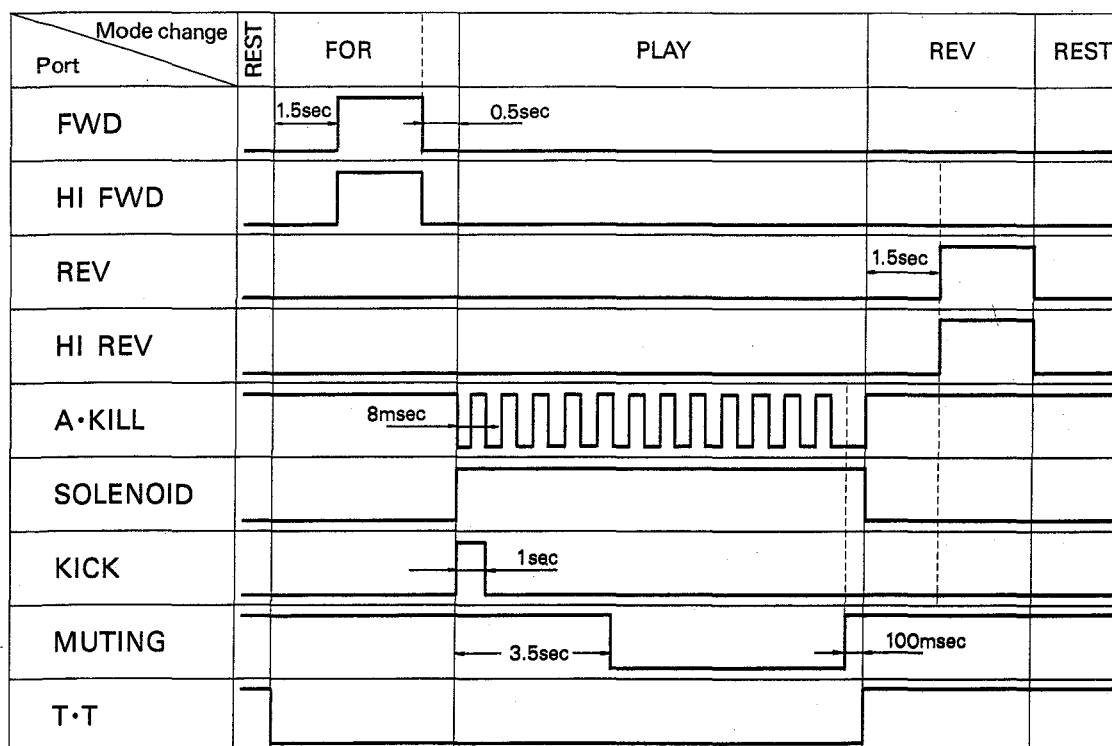 Mode change
Port
REST
FOR
PLAY
REV
REST
FWD
1.5sec
0.5sec
HI FWD
REV
1.5sec
HI REV
A·KILL
8msec
SOLENOID
KICK
1sec
MUTING
3.5sec
100msec
T·T